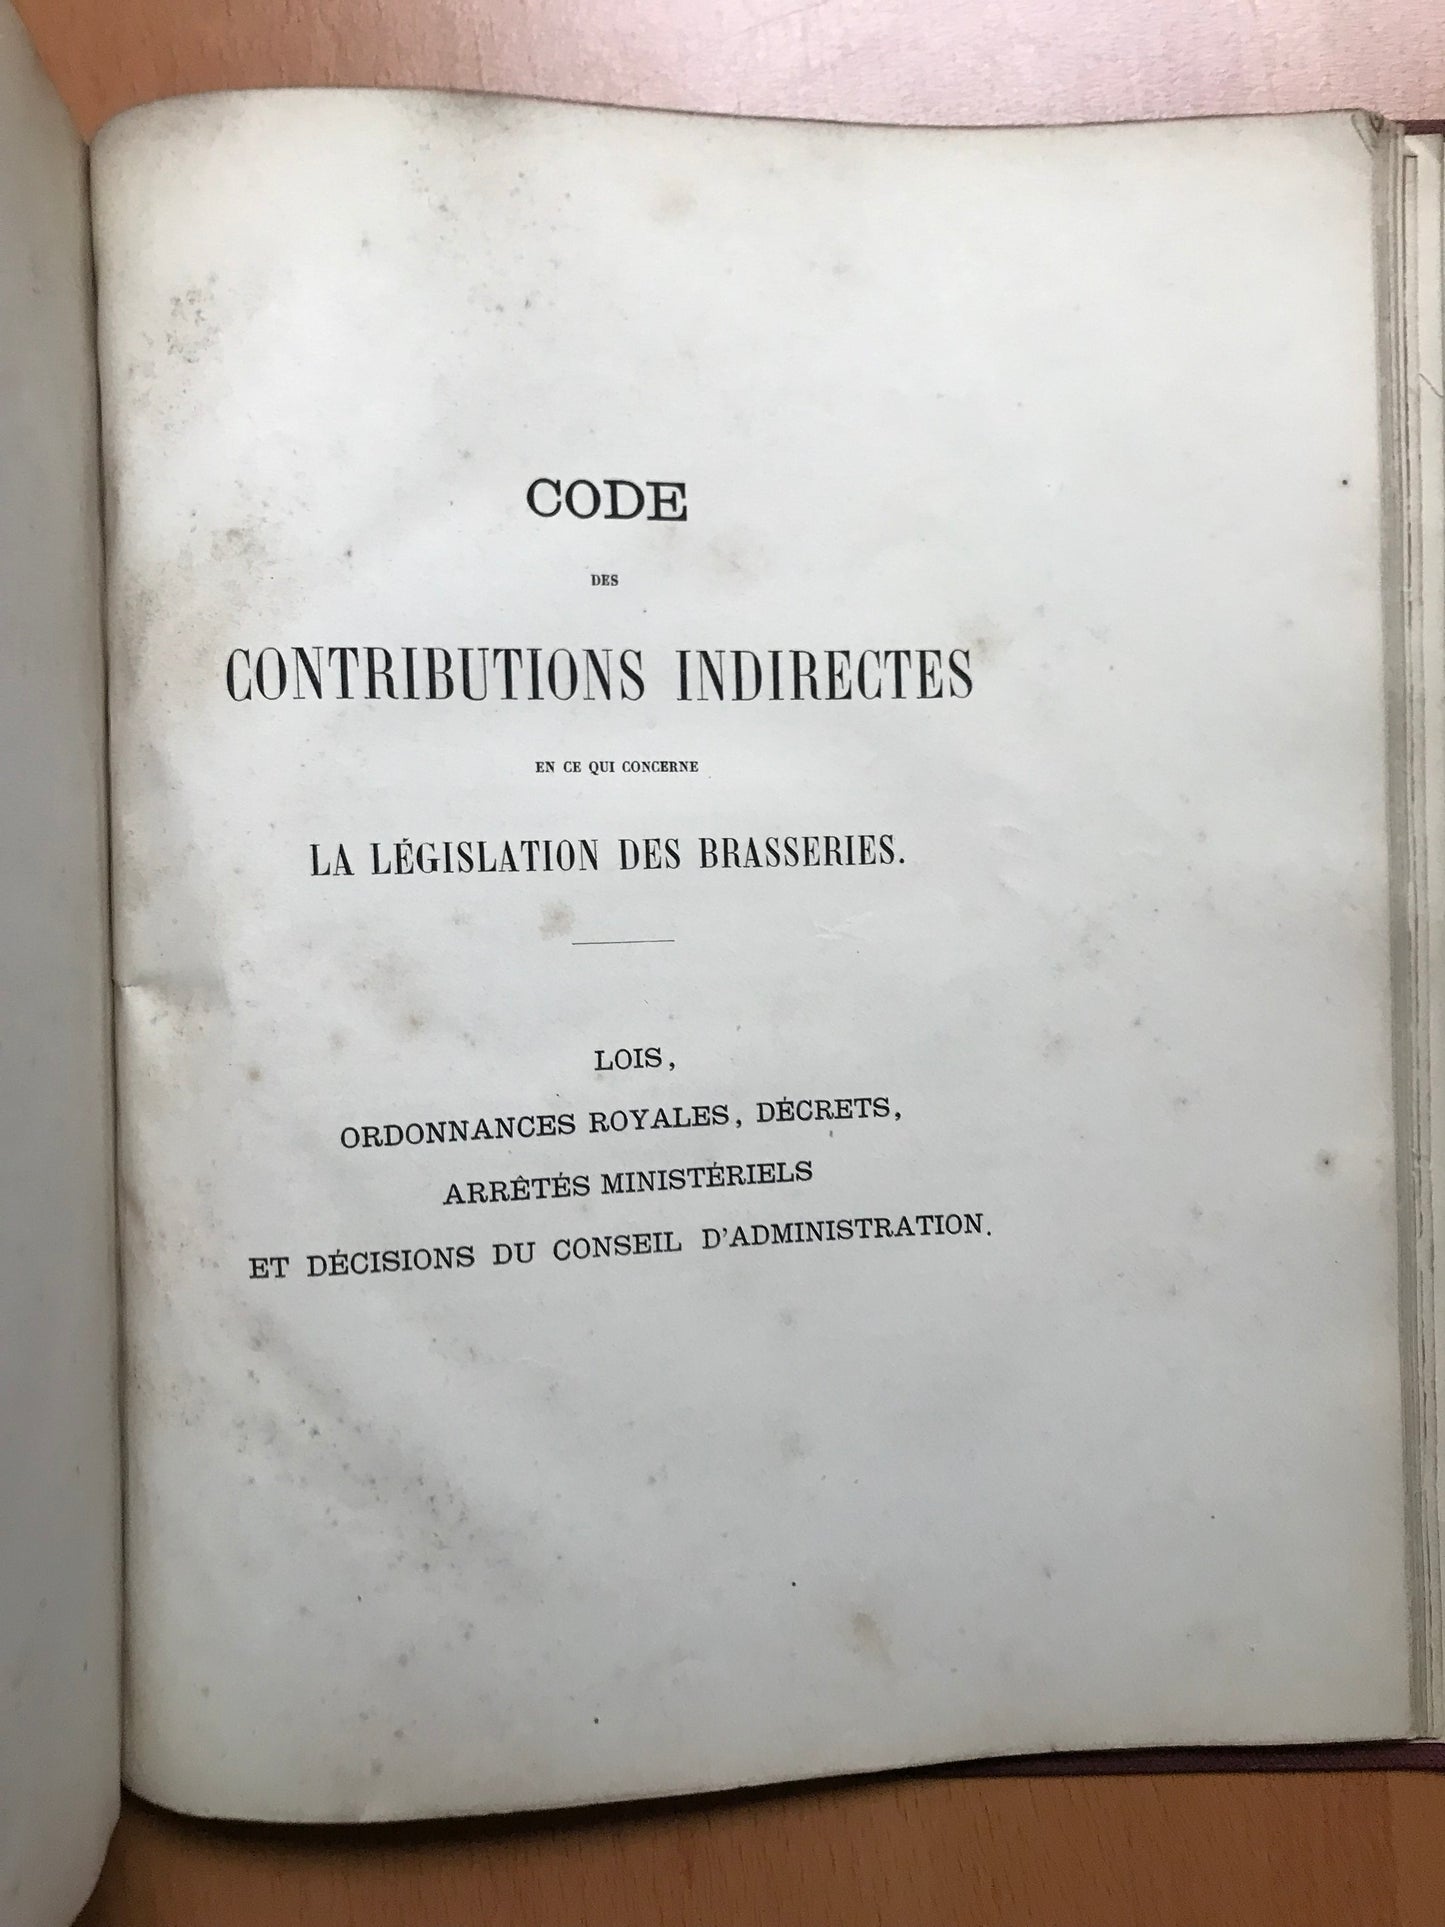 CODE
DES
CONTRIBUTIONS INDIRECTES
EN CE QUI CONCERNE
LA LÉGISLATION DES BRASSERIES.
LOIS,
ORDONNANCES ROYALES, DÉCRETS,
ARRÊTÉS MINISTÉRIELS
ET DÉCISIONS DU CONSEIL D'ADMINISTRATION.